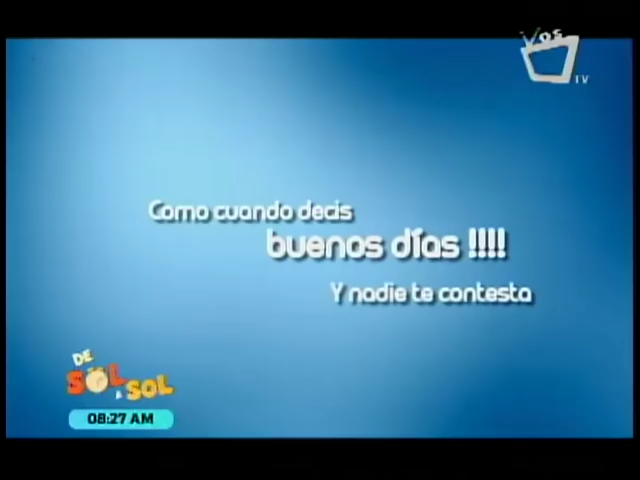 VOS
TV
Como cuando decis
buenos días !!!!
Y nadie te contesta
DE
SOL
A
SOL
08:27 AM